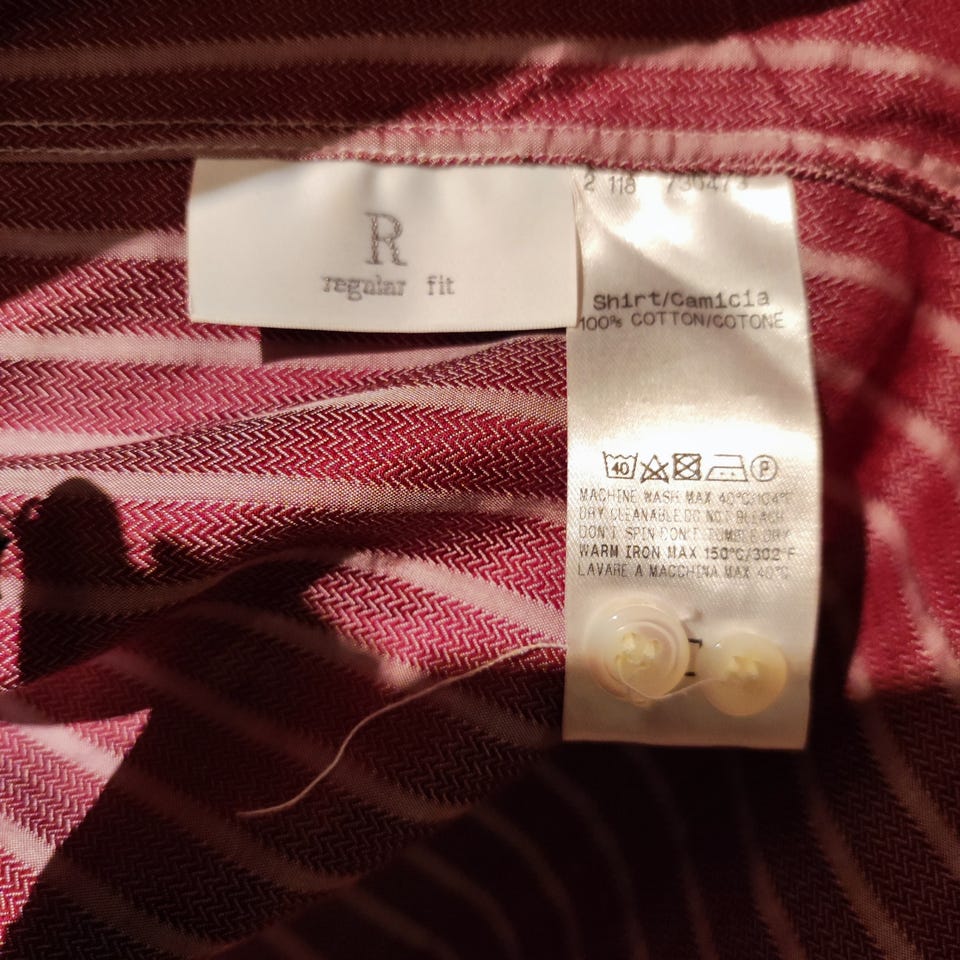 R
regular fit
2 118
Shirt/Camicia
100% COTTON/COTONE
40 P
MACHINE WASH MAX 40°C/104°F
DRY CLEANABLE.DO NOT BLEACH
DON'T SPIN DON'T TUMBLE DRY
WARM IRON MAX 150°C/302°F
LAVARE A MACCHINA MAX 40°C